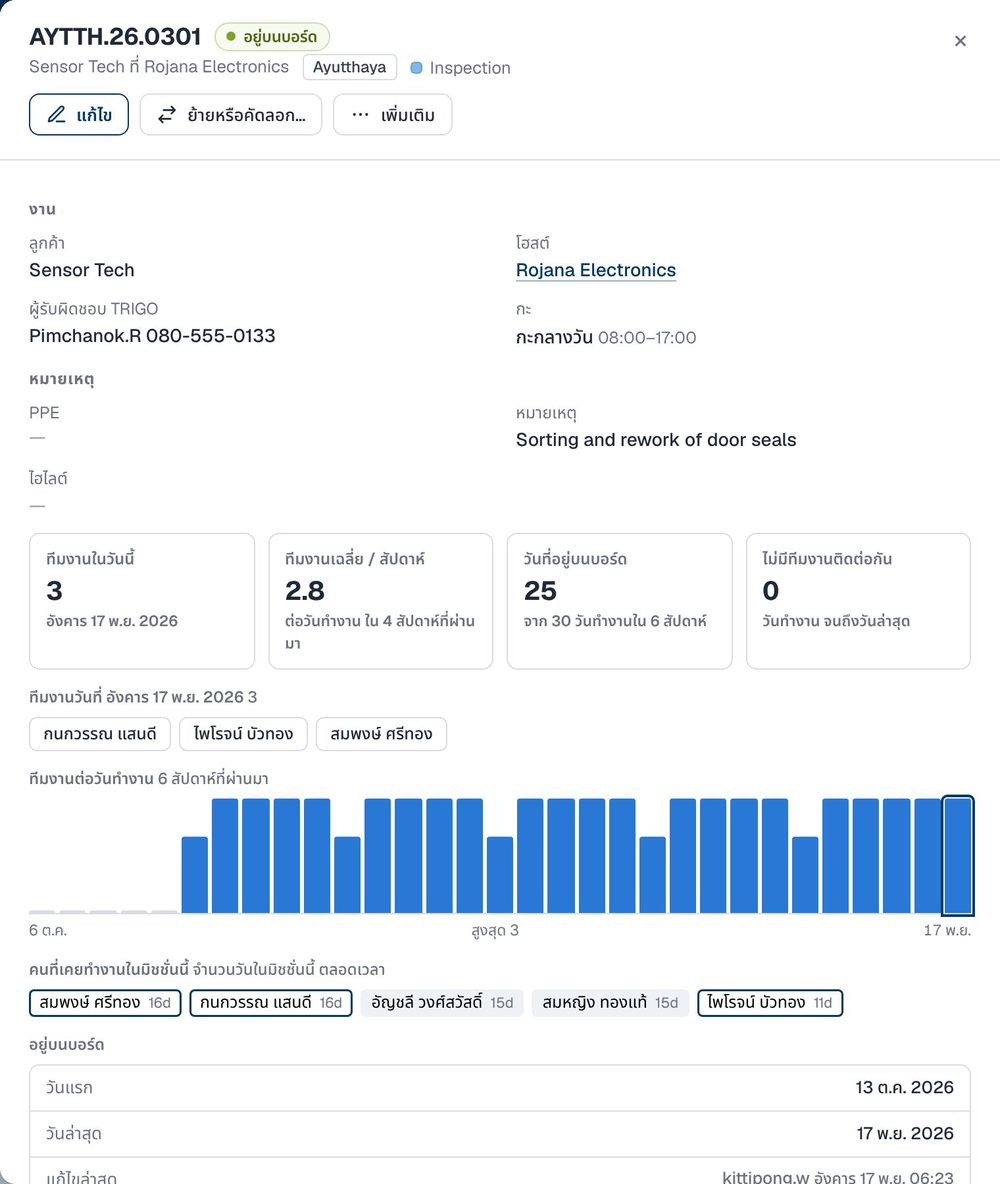 AYTTH.26.0301 อยู่บนบอร์ด
Sensor Tech ที่ Rojana Electronics Ayutthaya Inspection
แก้ไข ย้ายหรือคัดลอก... ... เพิ่มเติม
งาน
ลูกค้า โฮสต์
Sensor Tech Rojana Electronics
ผู้รับผิดชอบ TRIGO กะ
Pimchanok.R 080-555-0133 กะกลางวัน 08:00–17:00
หมายเหตุ
PPE หมายเหตุ
— Sorting and rework of door seals
ไฮไลต์
—
ทีมงานในวันนี้ ทีมงานเฉลี่ย / สัปดาห์ วันที่อยู่บนบอร์ด ไม่มีทีมงานติดต่อกัน
3 2.8 25 0
อังคาร 17 พ.ย. 2026 ต่อวันทำงาน ใน 4 สัปดาห์ที่ผ่าน จาก 30 วันทำงานใน 6 สัปดาห์ วันทำงาน จนถึงวันล่าสุด
มา
ทีมงานวันที่ อังคาร 17 พ.ย. 2026 3
กนกวรรณ แสนดี ไพโรจน์ บัวทอง สมพงษ์ ศรีทอง
ทีมงานต่อวันทำงาน 6 สัปดาห์ที่ผ่านมา
6 ต.ค. สูงสุด 3 17 พ.ย.
คนที่เคยทำงานในมิชชั่นนี้ จำนวนวันในมิชชั่นนี้ ตลอดเวลา
สมพงษ์ ศรีทอง 16d กนกวรรณ แสนดี 16d อัญชลี วงศ์สวัสดิ์ 15d สมหญิง ทองแท้ 15d ไพโรจน์ บัวทอง 11d
อยู่บนบอร์ด
วันแรก 13 ต.ค. 2026
วันล่าสุด 17 พ.ย. 2026
แก้ไขล่าสุด kittipong.w อังคาร 17 พ.ย. 06:23